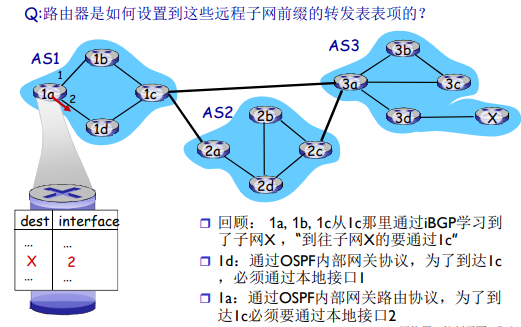 Q:路由器是如何设置到这些远程子网前缀的转发表表项的?
AS1
AS3
AS2
1b
1
1a
2
1d
1c
3b
3a
3c
3d
X
2b
2a
2c
2d
dest interface
... ...
X 2
... ...
回顾: 1a, 1b, 1c从1c那里通过iBGP学习到
了子网X ,“到往子网X的要通过1c”
1d:通过OSPF内部网关协议,为了到达1c
,必须通过本地接口1
1a:通过OSPF内部网关路由协议,为了到
达1c必须要通过本地接口2